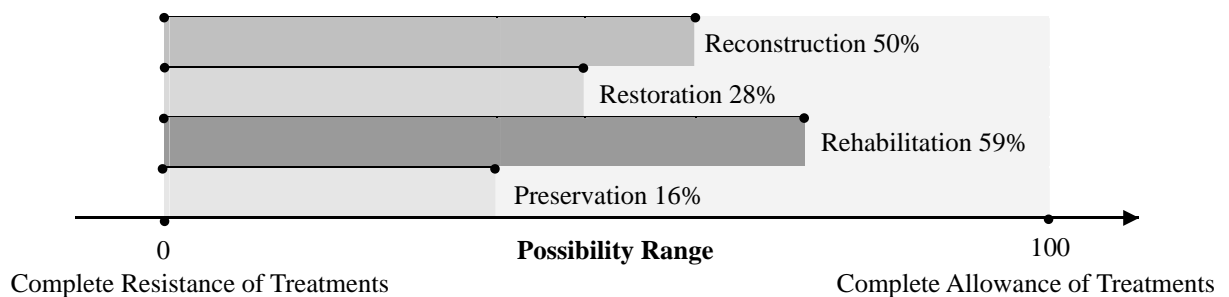 Reconstruction 50%
Restoration 28%
Rehabilitation 59%
Preservation 16%
0 Possibility Range 100
Complete Resistance of Treatments Complete Allowance of Treatments